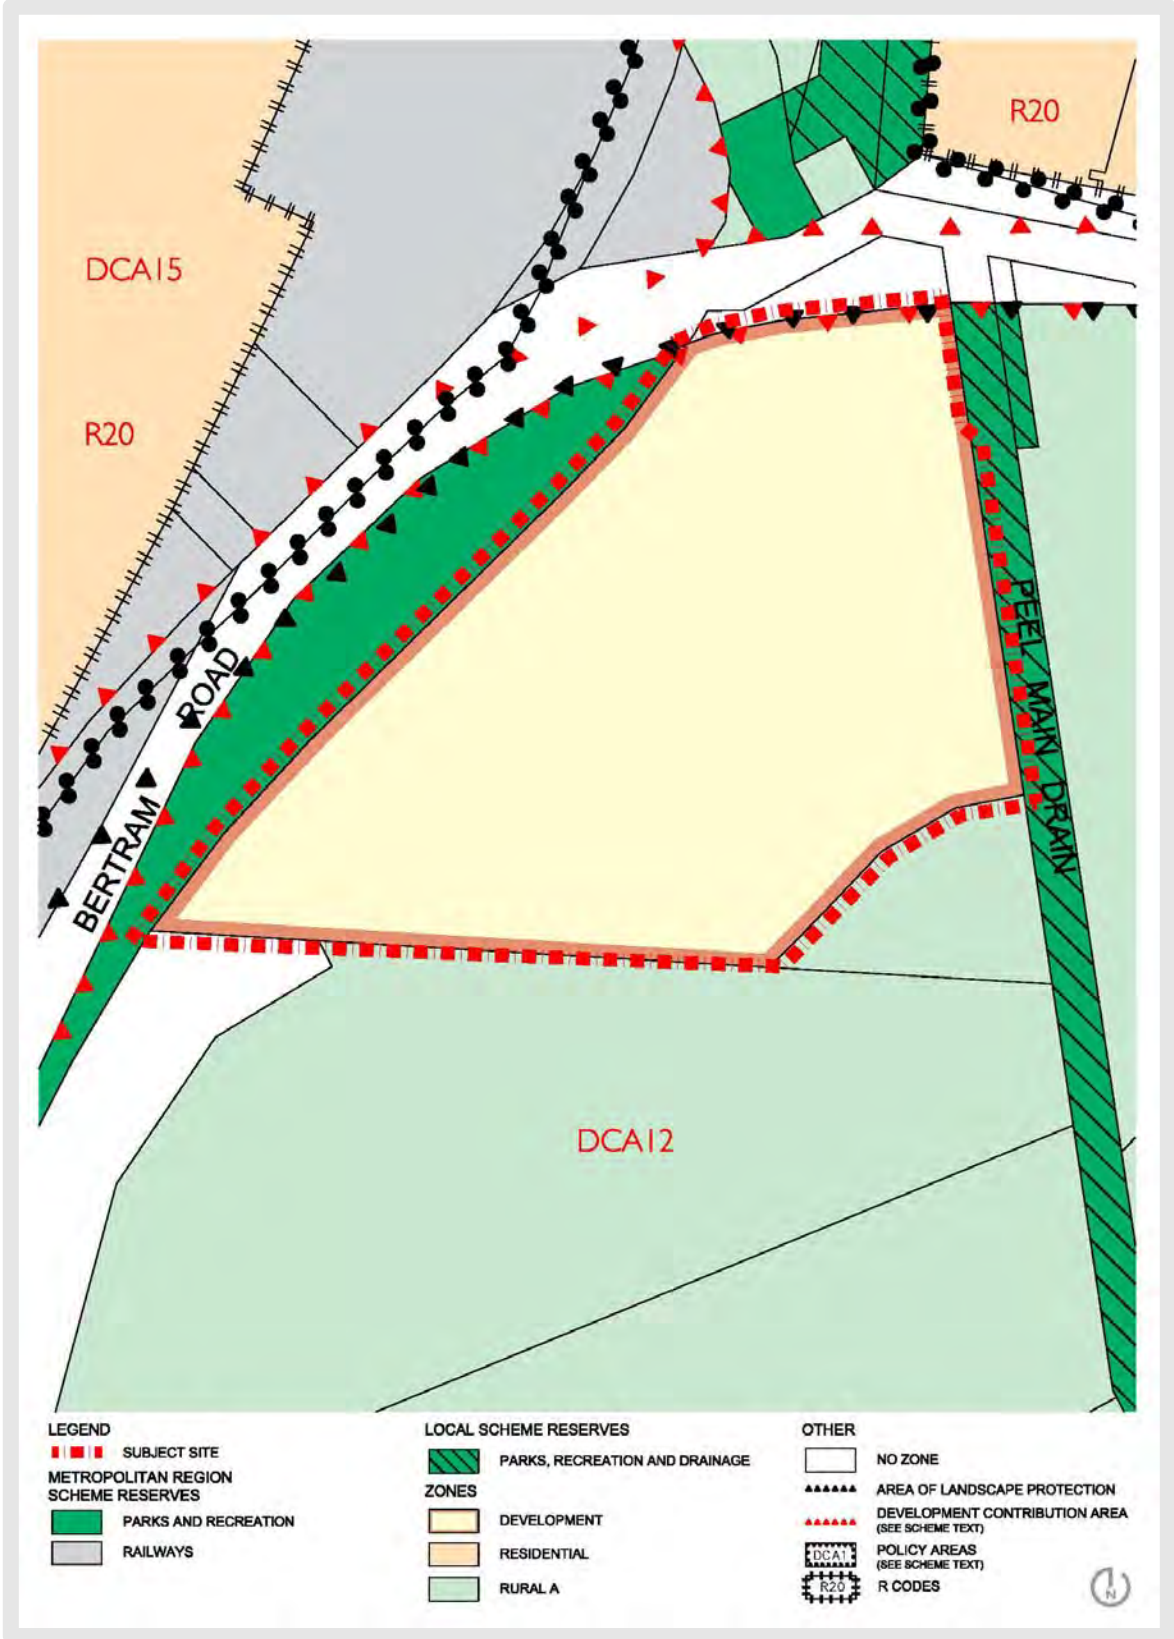 R20
DCA15
R20
PEEL MAIN DRAIN
BERTRAM ROAD
DCA12
LEGEND
SUBJECT SITE
METROPOLITAN REGION
SCHEME RESERVES
PARKS AND RECREATION
RAILWAYS
LOCAL SCHEME RESERVES
PARKS, RECREATION AND DRAINAGE
ZONES
DEVELOPMENT
RESIDENTIAL
RURAL A
OTHER
NO ZONE
AREA OF LANDSCAPE PROTECTION
DEVELOPMENT CONTRIBUTION AREA
(SEE SCHEME TEXT)
DCA1
POLICY AREAS
(SEE SCHEME TEXT)
R20
R CODES
N